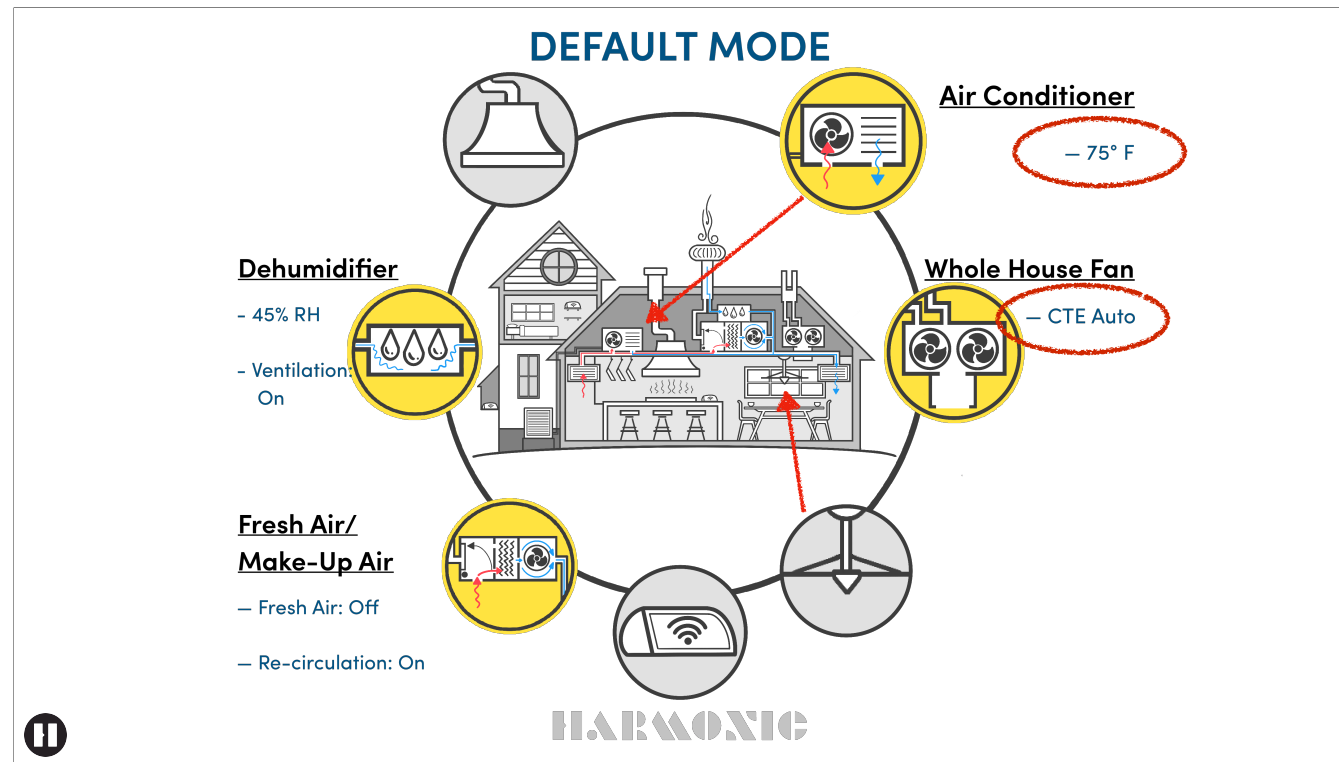 DEFAULT MODE
Air Conditioner
— 75° F
Dehumidifier
- 45% RH
- Ventilation:
On
Whole House Fan
— CTE Auto
Fresh Air/
Make-Up Air
— Fresh Air: Off
— Re-circulation: On
HARMONIC
H